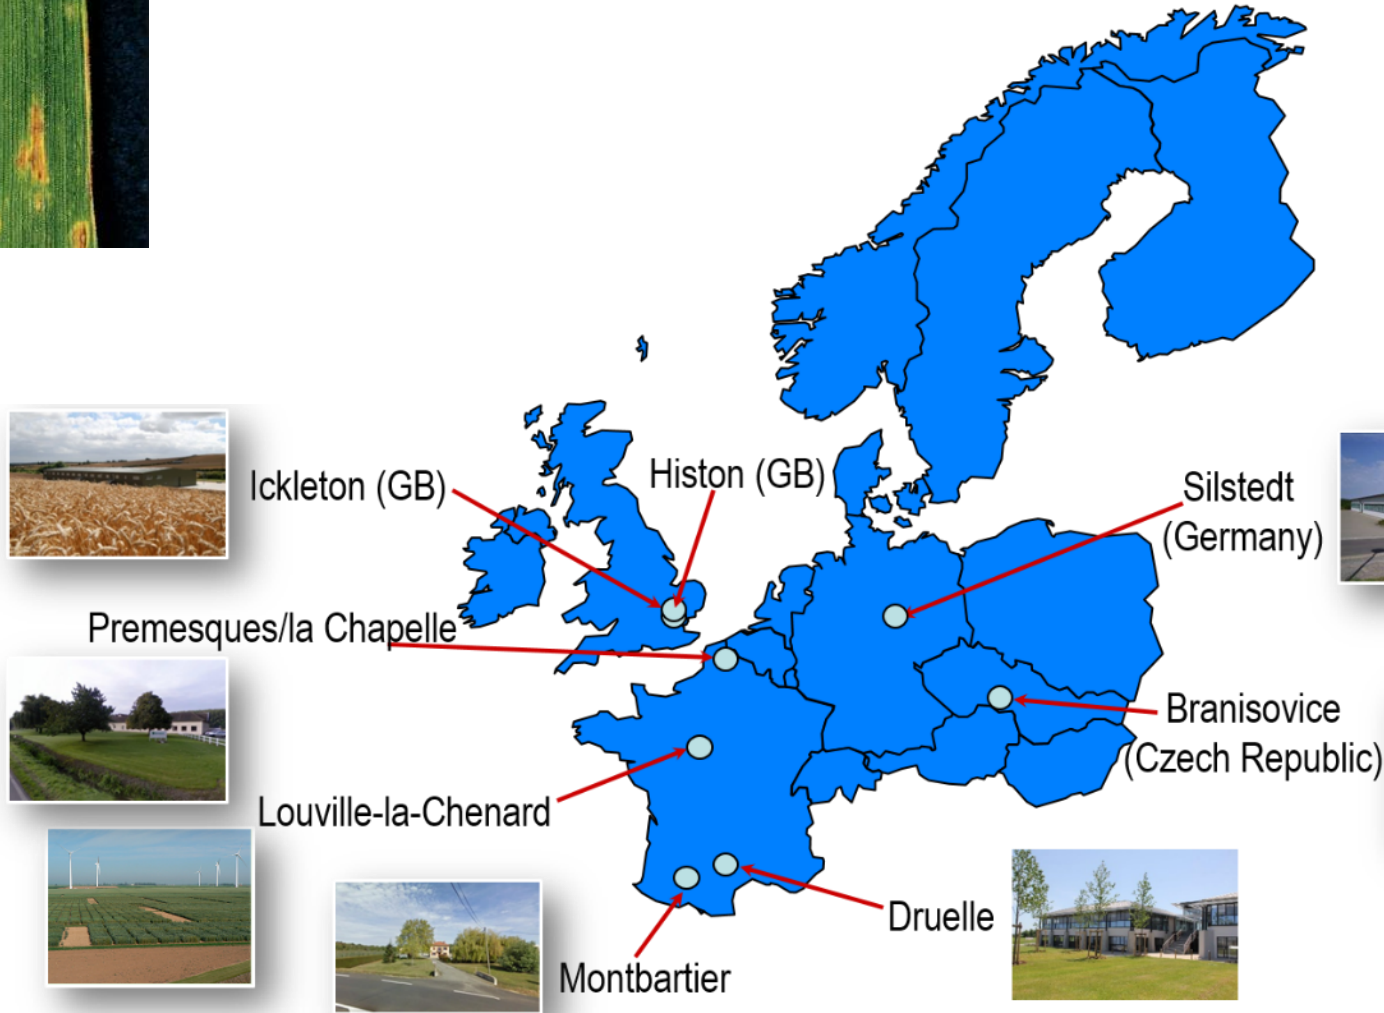 Ickleton (GB)
Histon (GB)
Silstedt
(Germany)
Premesques/la Chapelle
Branisovice
(Czech Republic)
Louville-la-Chenard
Druelle
Montbartier